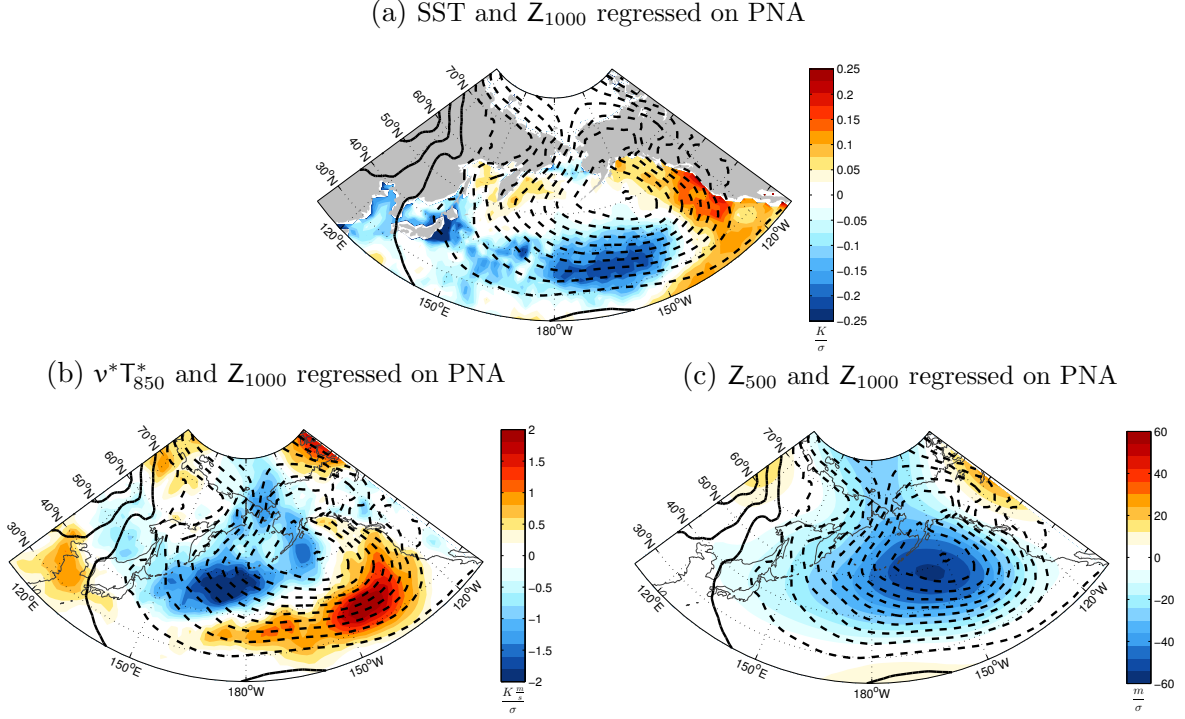 (a) SST and Z1000 regressed on PNA
70°N
60°N
50°N
40°N
30°N
120°E
150°E
180°W
150°W
120°W
0.25
0.2
0.15
0.1
0.05
0
−0.05
−0.1
−0.15
−0.2
−0.25
K/σ
(b) v*T*850 and Z1000 regressed on PNA
70°N
60°N
50°N
40°N
30°N
120°E
150°E
180°W
150°W
120°W
2
1.5
1
0.5
0
−0.5
−1
−1.5
−2
K m/s / σ
(c) Z500 and Z1000 regressed on PNA
70°N
60°N
50°N
40°N
30°N
120°E
150°E
180°W
150°W
120°W
60
40
20
0
−20
−40
−60
m/σ